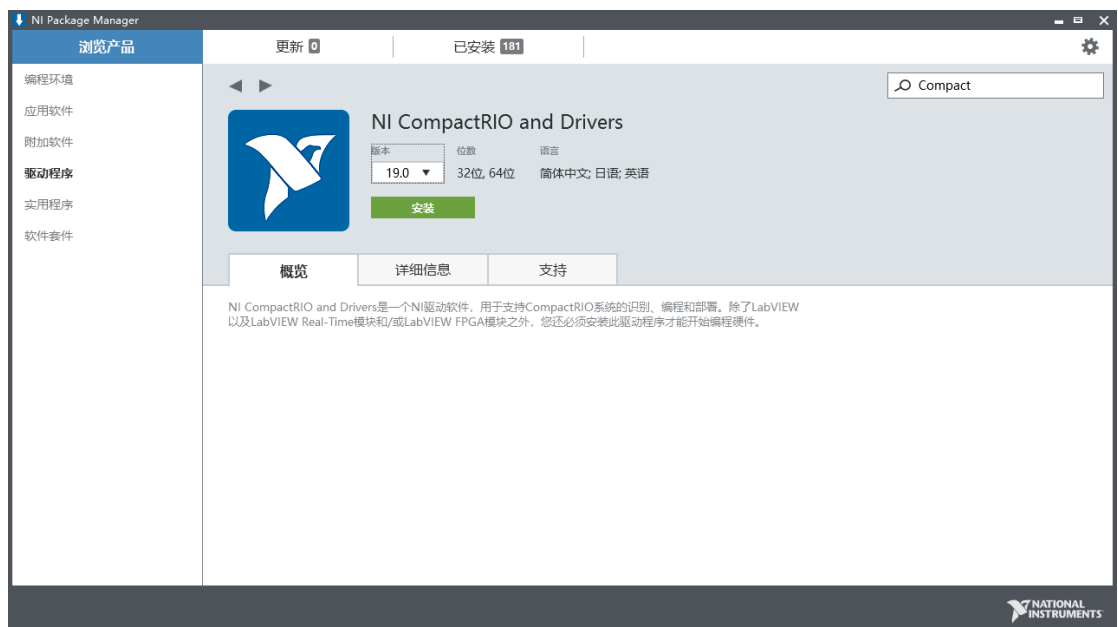 NI Package Manager
浏览产品
更新 0
已安装 181
编程环境
应用软件
附加软件
驱动程序
实用程序
软件套件
Compact
NI CompactRIO and Drivers
版本 位数 语言
19.0 32位, 64位 简体中文; 日语; 英语
安装
概览 详细信息 支持
NI CompactRIO and Drivers是一个NI驱动软件，用于支持CompactRIO系统的识别、编程和部署。除了LabVIEW
以及LabVIEW Real-Time模块和/或LabVIEW FPGA模块之外，您还必须安装此驱动程序才能开始编程硬件。
NATIONAL
INSTRUMENTS